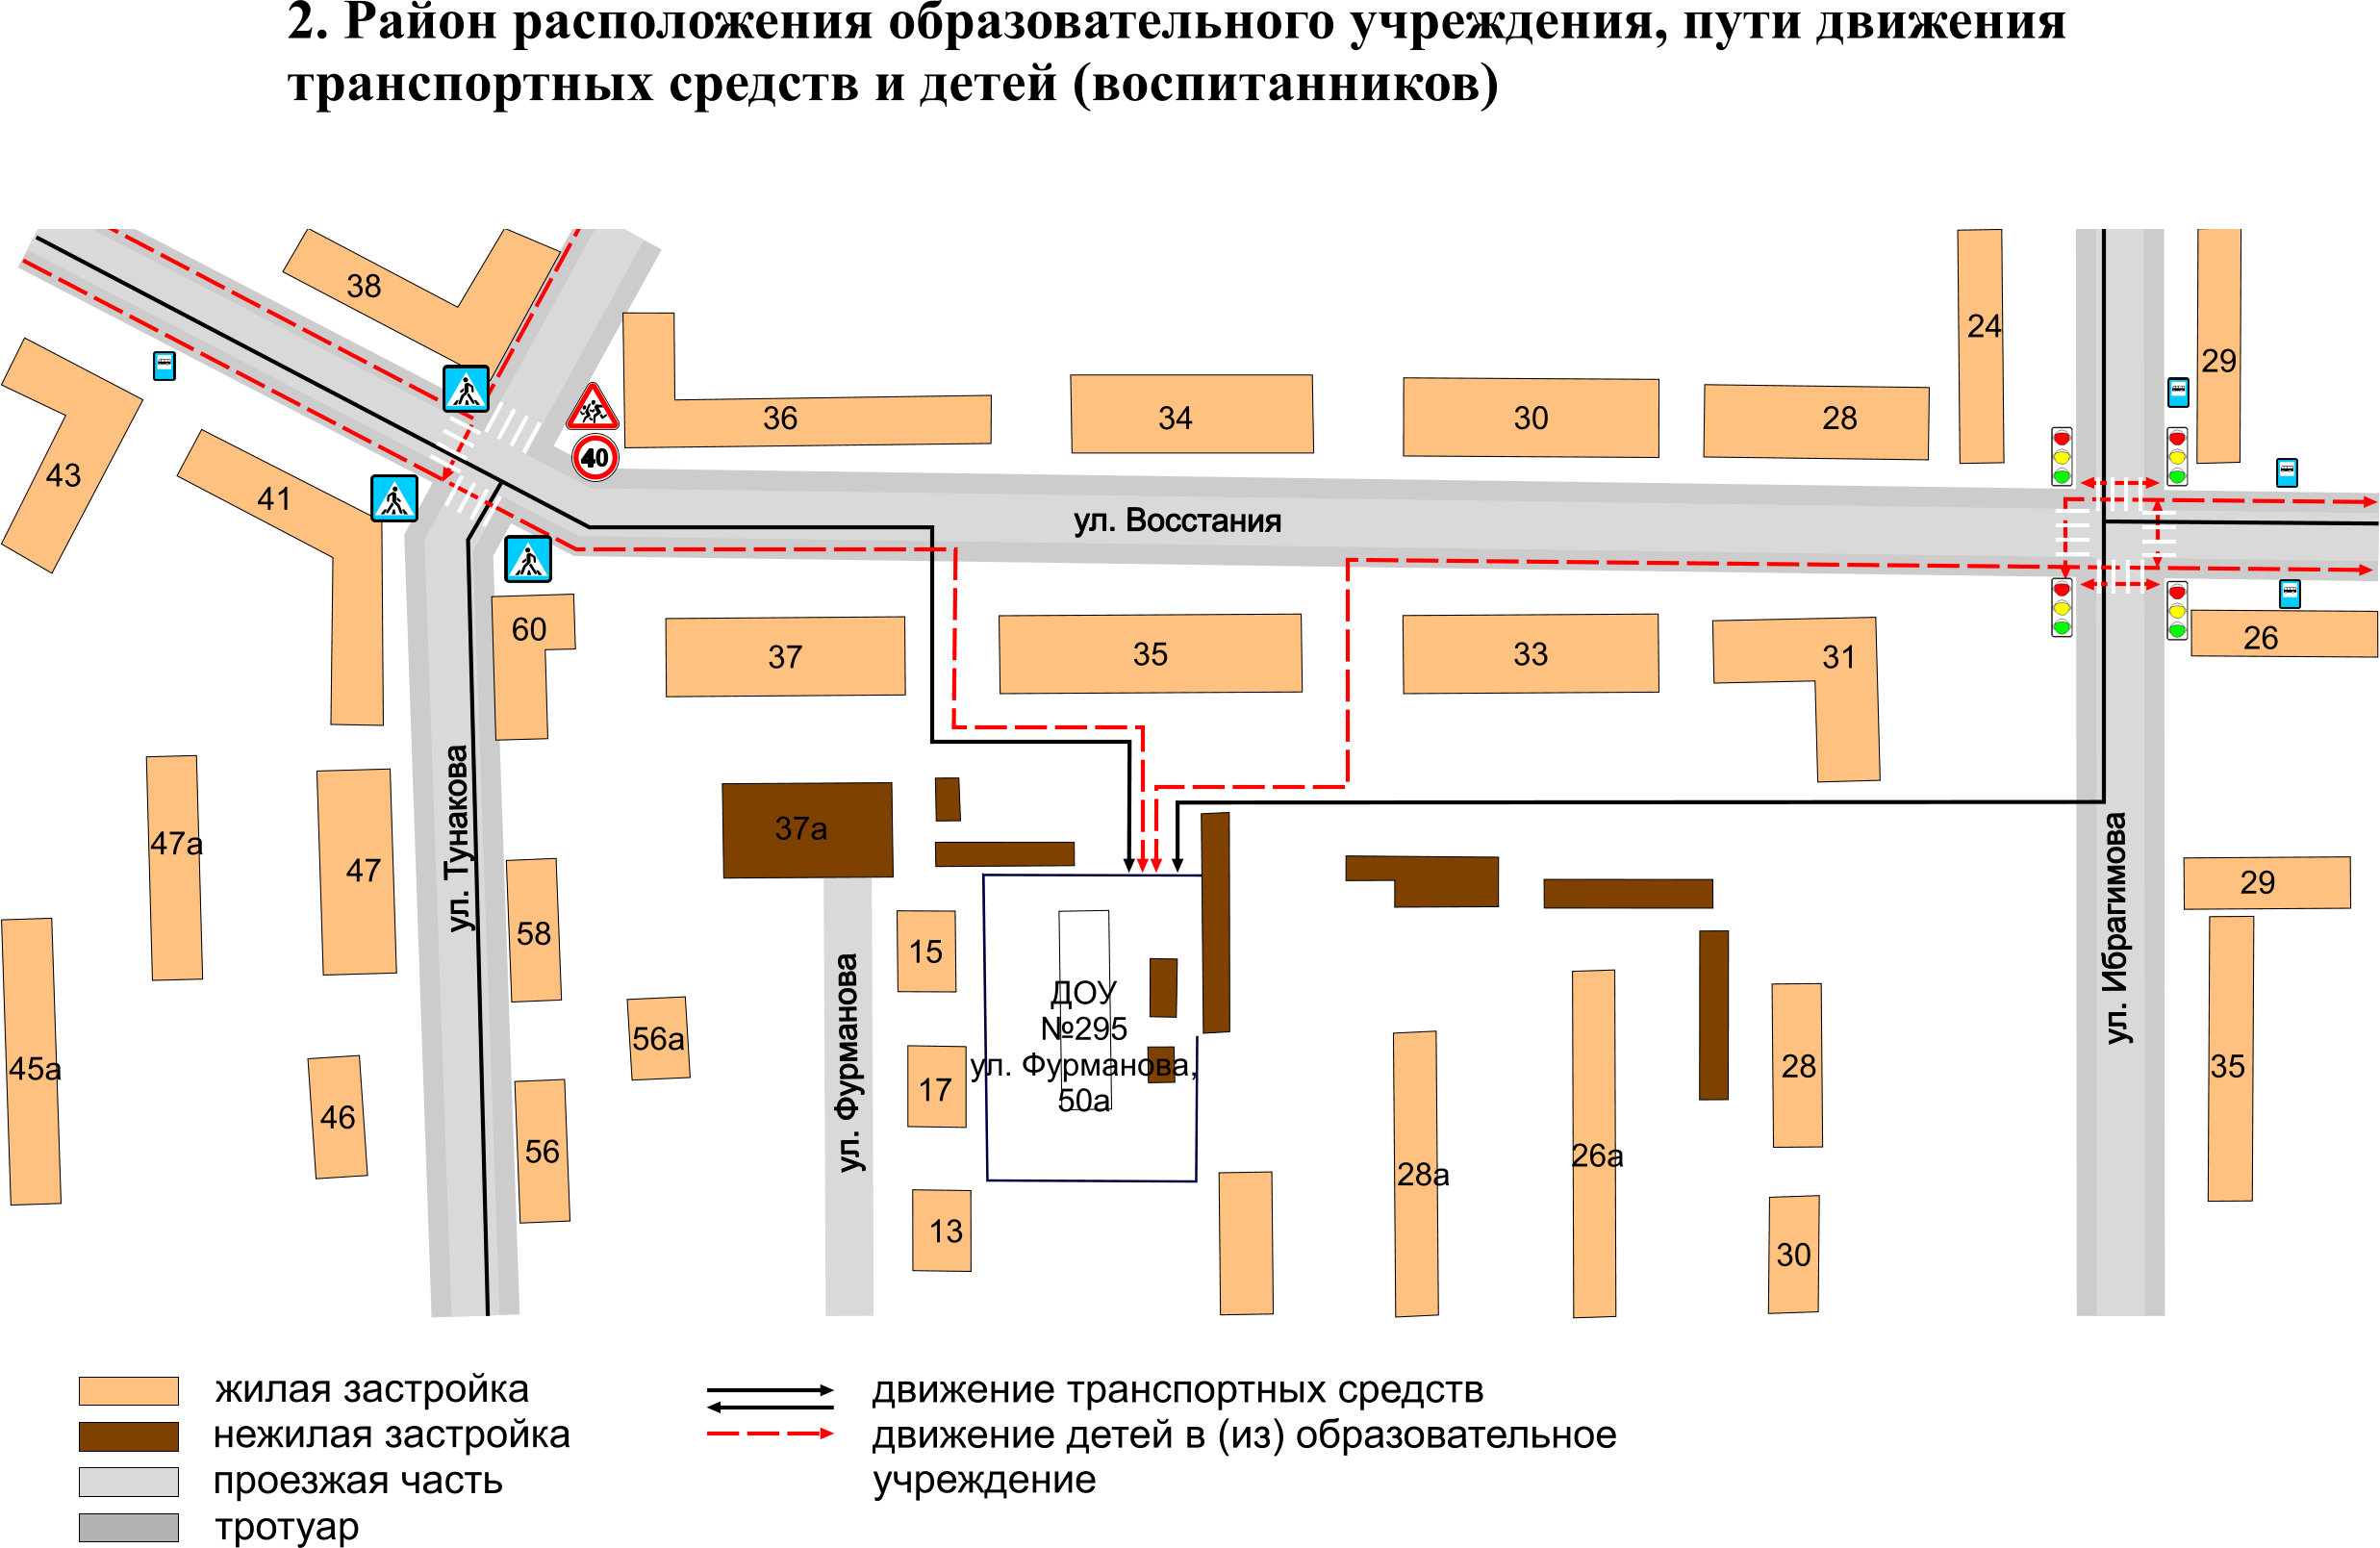 2. Район расположения образовательного учреждения, пути движения
транспортных средств и детей (воспитанников)
38
24
29
36
34
30
28
43
41
40
ул. Восстания
60
37
35
33
31
26
ул. Тунакова
47а
47
37а
ул. Ибрагимова
29
58
15
ул. Фурманова
ДОУ
№295
ул. Фурманова,
50а
45а
46
56а
17
28
35
56
28а
26а
13
30
жилая застройка
нежилая застройка
проезжая часть
тротуар
движение транспортных средств
движение детей в (из) образовательное
учреждение